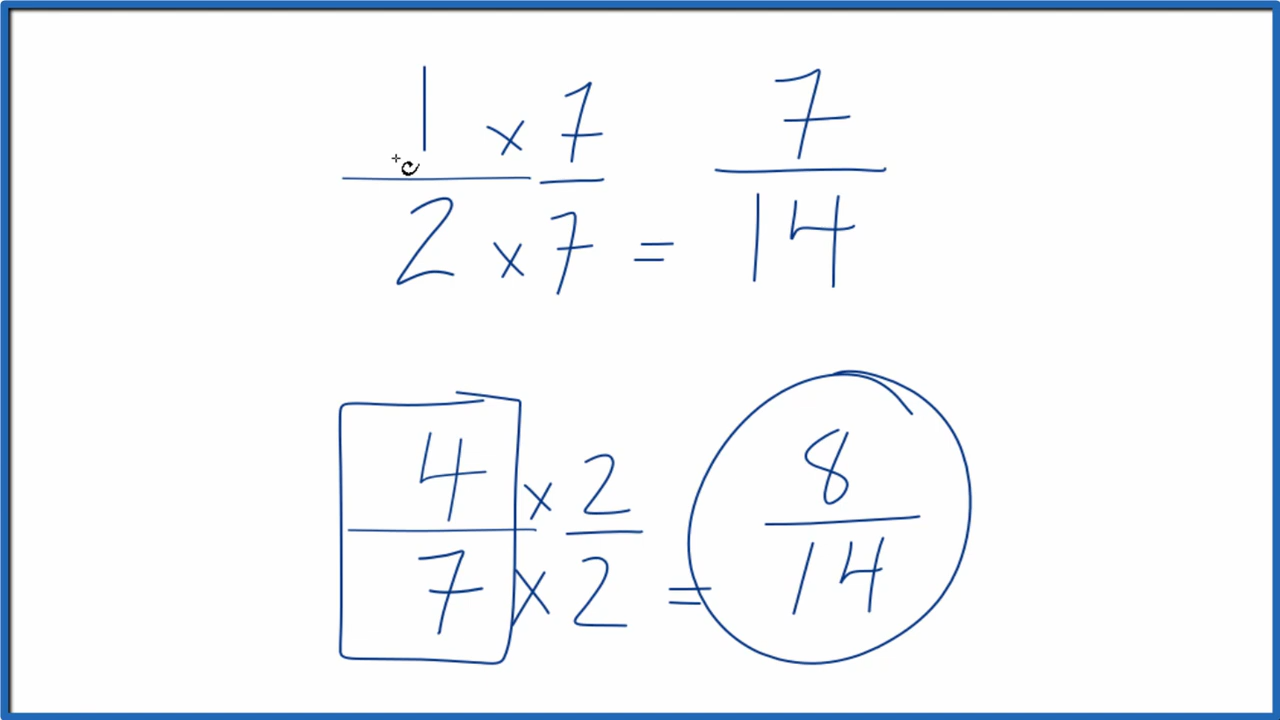 1 × 7 7
2 × 7 = 14
4 × 2 8
7 × 2 = 14